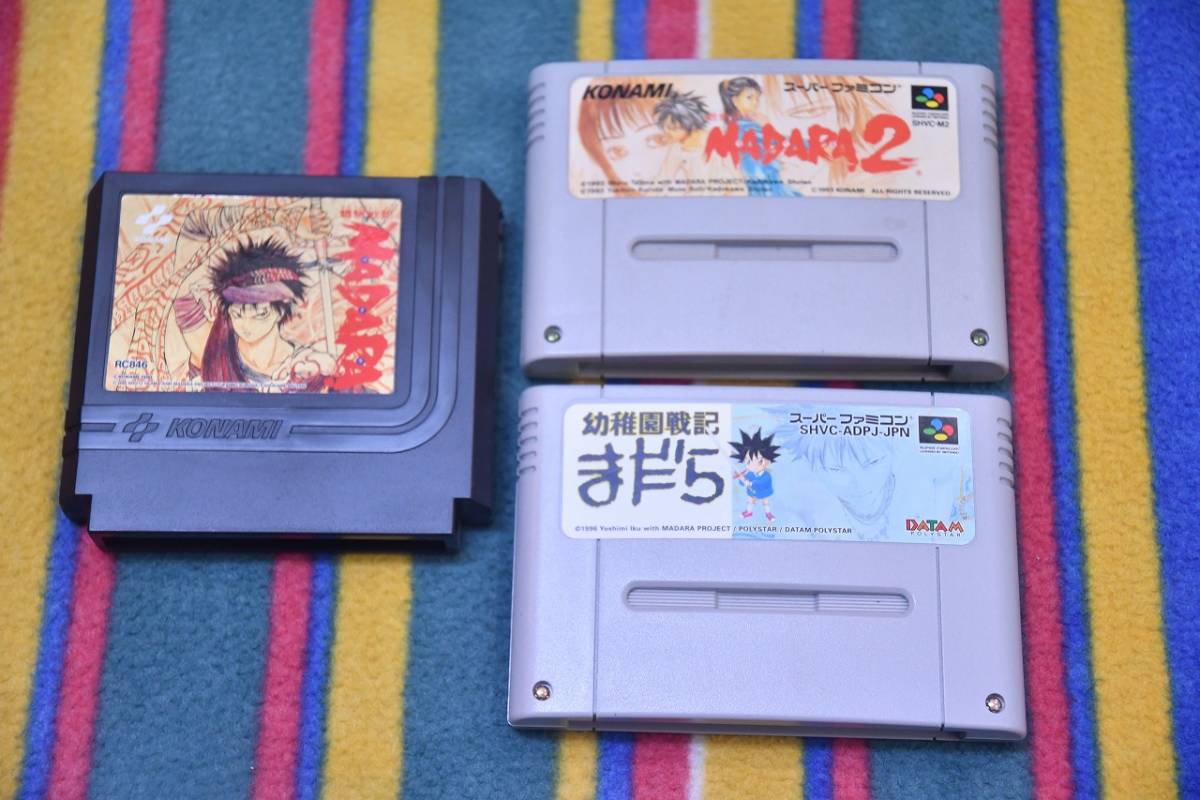 KONAMI
魍魎戦記
MADARA
RC846
KONAMI
KONAMI
スーパーファミコン
SHVC-M2
MADARA2
©1993 KONAMI ALL RIGHTS RESERVED
幼稚園戦記
まだら
スーパーファミコン
SHVC-ADPJ-JPN
©1996 Yoshimi Iku with MADARA PROJECT / POLYSTAR / DATAM POLYSTAR
DATAM
POLYSTAR